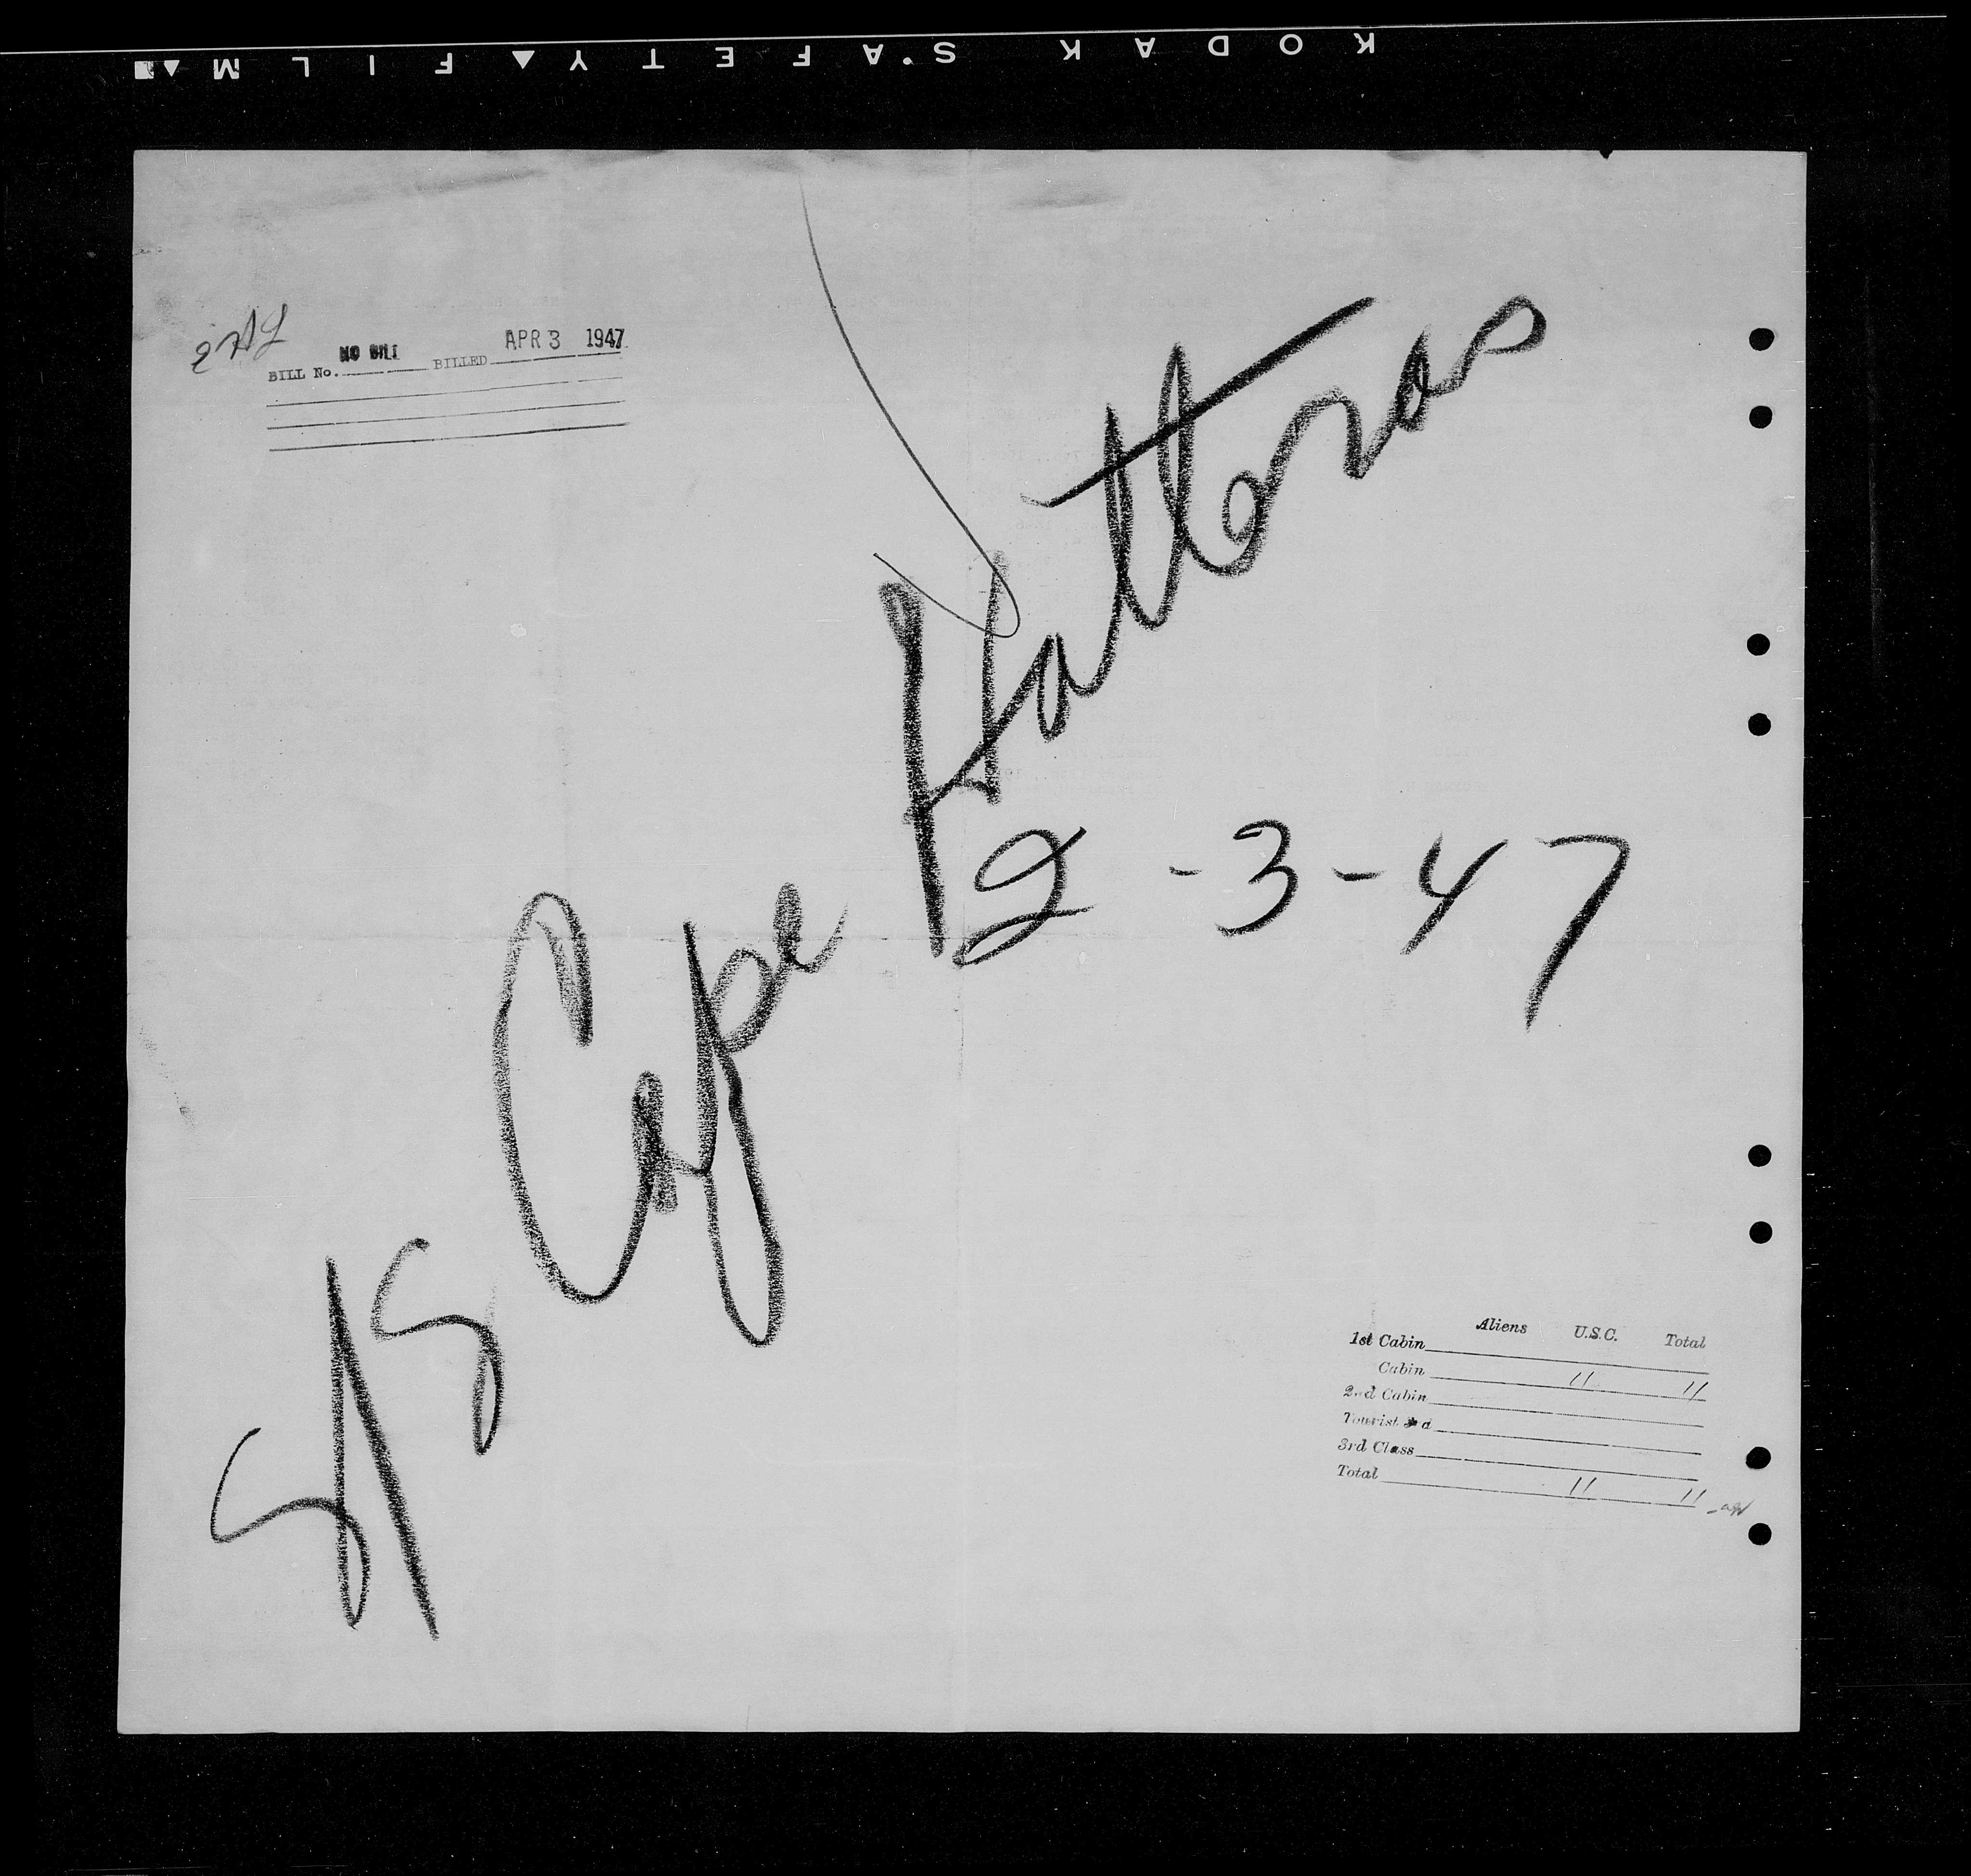 KODAK SAFETY FILM
NO BILL APR 3 1947
BILL No. BILLED
S/S Cape Hatteras
2-3-47
Aliens U.S.C. Total
1st Cabin
Cabin 11 11
2nd Cabin
Tourist
3rd Class
Total 11 11